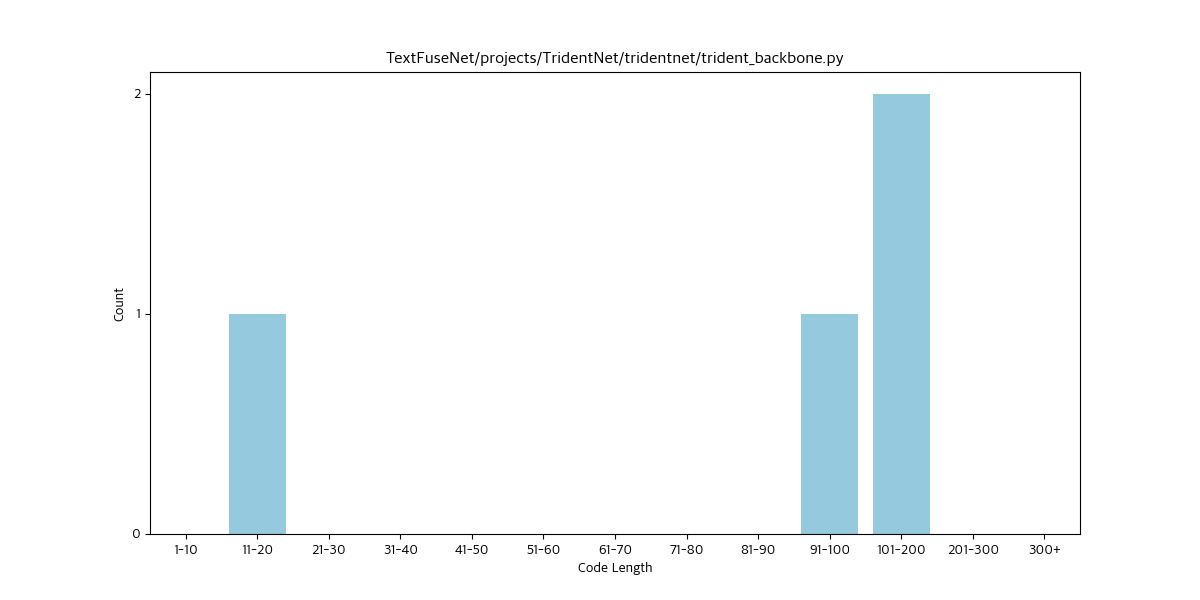 TextFuseNet/projects/TridentNet/tridentnet/trident_backbone.py
2
1
0
Count
1-10 11-20 21-30 31-40 41-50 51-60 61-70 71-80 81-90 91-100 101-200 201-300 300+
Code Length